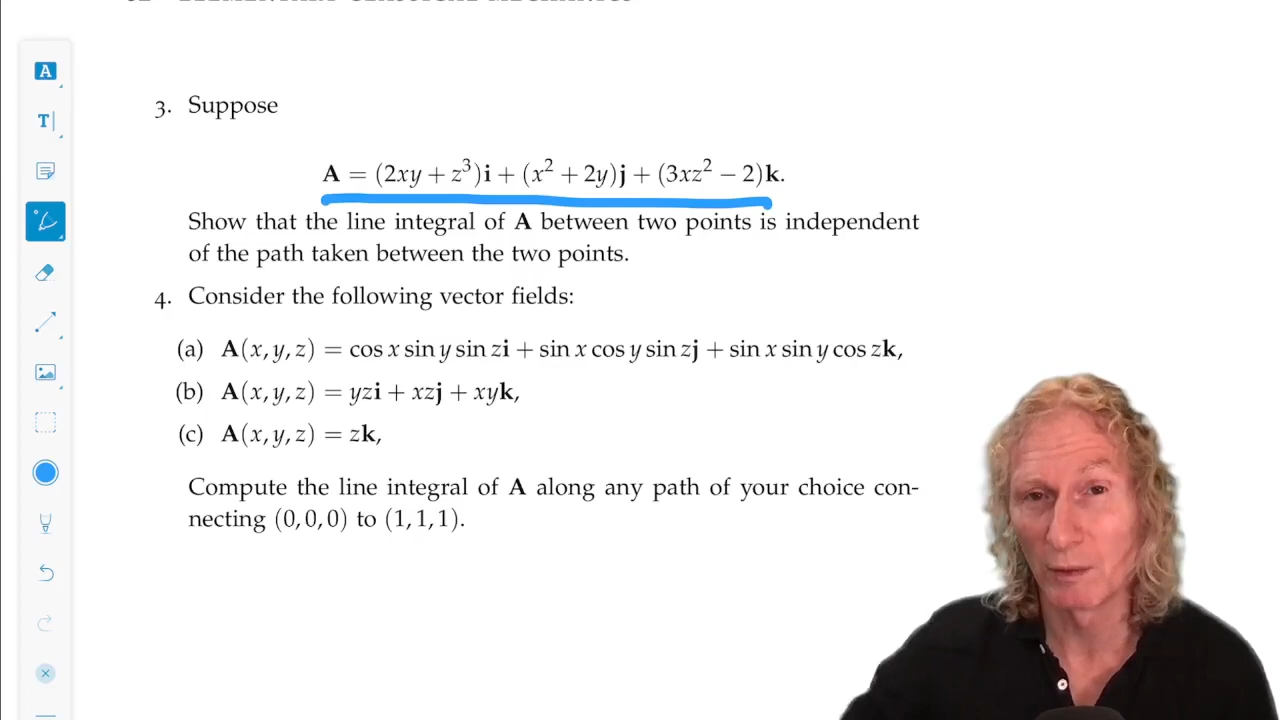 3. Suppose
A = (2xy + z³)i + (x² + 2y)j + (3xz² − 2)k.
Show that the line integral of A between two points is independent
of the path taken between the two points.
4. Consider the following vector fields:
(a) A(x, y, z) = cos x sin y sin zi + sin x cos y sin zj + sin x sin y cos zk,
(b) A(x, y, z) = yzi + xzj + xyk,
(c) A(x, y, z) = zk,
Compute the line integral of A along any path of your choice con-
necting (0, 0, 0) to (1, 1, 1).
A
T